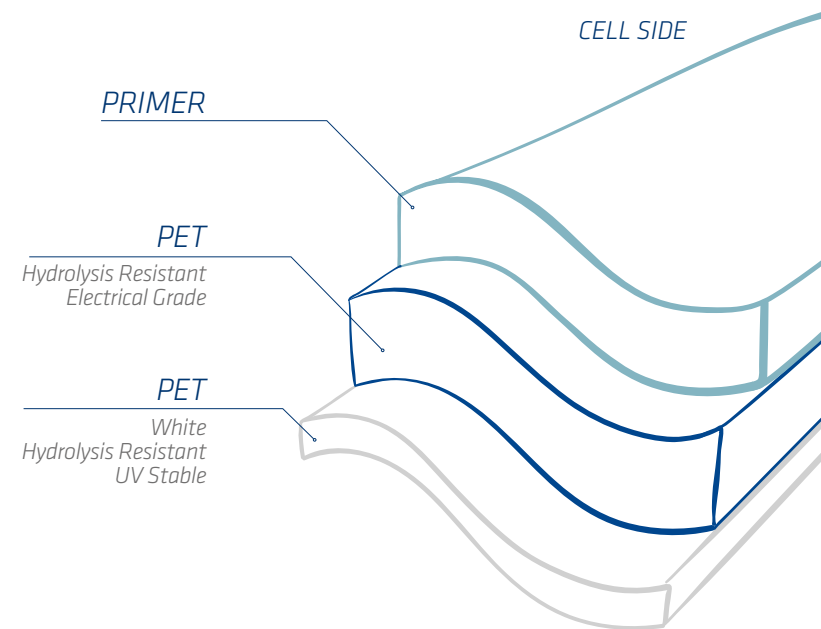 CELL SIDE
PRIMER
PET
Hydrolysis Resistant
Electrical Grade
PET
White
Hydrolysis Resistant
UV Stable